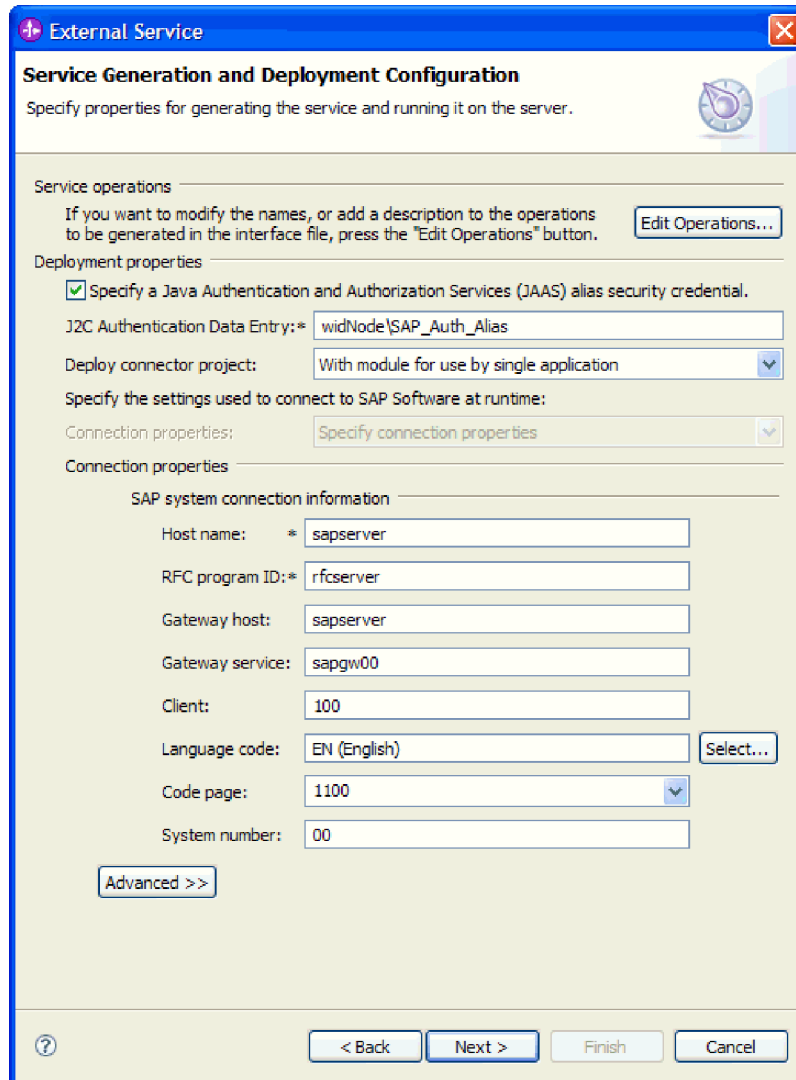 External Service
Service Generation and Deployment Configuration
Specify properties for generating the service and running it on the server.
Service operations
If you want to modify the names, or add a description to the operations
to be generated in the interface file, press the "Edit Operations" button.
Edit Operations...
Deployment properties
Specify a Java Authentication and Authorization Services (JAAS) alias security credential.
J2C Authentication Data Entry:* widNode\SAP_Auth_Alias
Deploy connector project: With module for use by single application
Specify the settings used to connect to SAP Software at runtime:
Connection properties: Specify connection properties
Connection properties
SAP system connection information
Host name: * sapserver
RFC program ID:* rfcserver
Gateway host: sapserver
Gateway service: sapgw00
Client: 100
Language code: EN (English) Select...
Code page: 1100
System number: 00
Advanced >>
? < Back Next > Finish Cancel